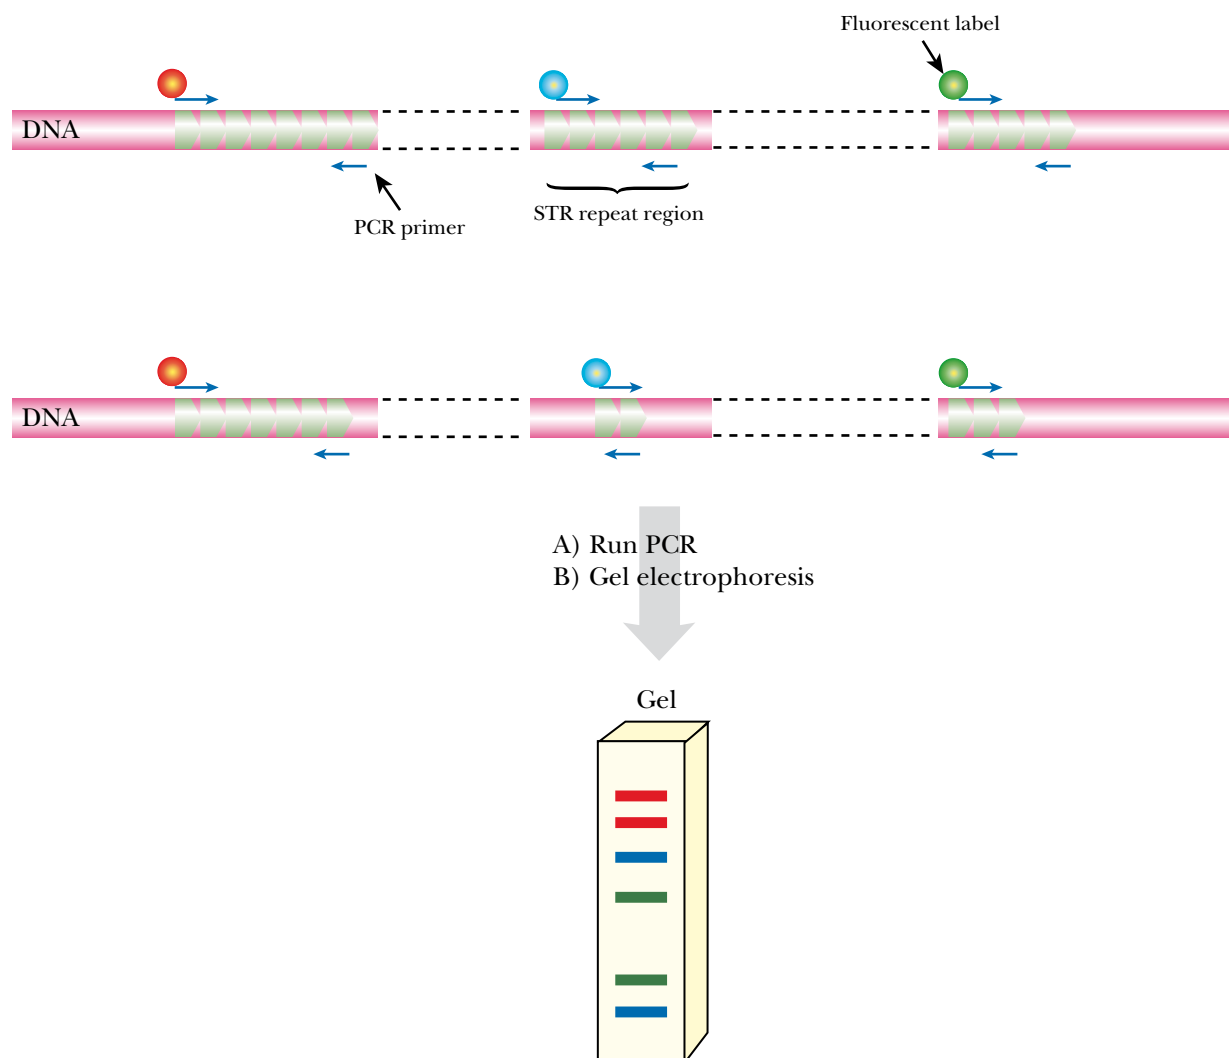 Fluorescent label
DNA
PCR primer
STR repeat region
DNA
A) Run PCR
B) Gel electrophoresis
Gel